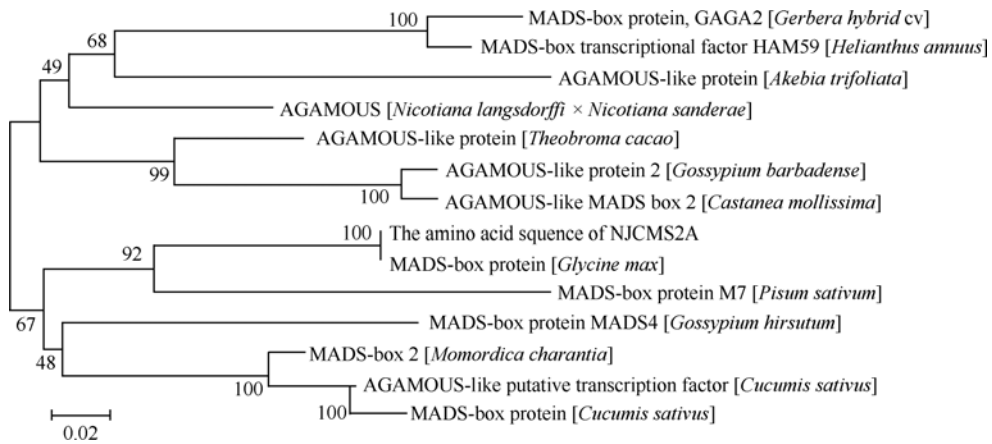 100
MADS-box protein, GAGA2 [Gerbera hybrid cv]
68
MADS-box transcriptional factor HAM59 [Helianthus annuus]
49
AGAMOUS-like protein [Akebia trifoliata]
AGAMOUS [Nicotiana langsdorffi × Nicotiana sanderae]
AGAMOUS-like protein [Theobroma cacao]
99
AGAMOUS-like protein 2 [Gossypium barbadense]
100
AGAMOUS-like MADS box 2 [Castanea mollissima]
100
The amino acid squence of NJCMS2A
92
MADS-box protein [Glycine max]
MADS-box protein M7 [Pisum sativum]
67
MADS-box protein MADS4 [Gossypium hirsutum]
48
MADS-box 2 [Momordica charantia]
100
AGAMOUS-like putative transcription factor [Cucumis sativus]
100
MADS-box protein [Cucumis sativus]
0.02